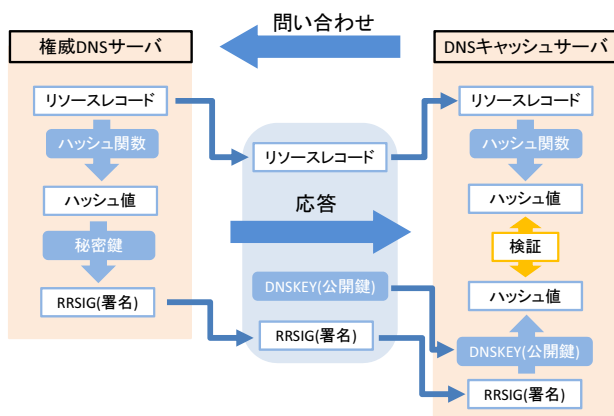 問い合わせ
権威DNSサーバ
リソースレコード
ハッシュ関数
ハッシュ値
秘密鍵
RRSIG(署名)
リソースレコード
応答
DNSKEY(公開鍵)
RRSIG(署名)
DNSキャッシュサーバ
リソースレコード
ハッシュ関数
ハッシュ値
検証
ハッシュ値
DNSKEY(公開鍵)
RRSIG(署名)